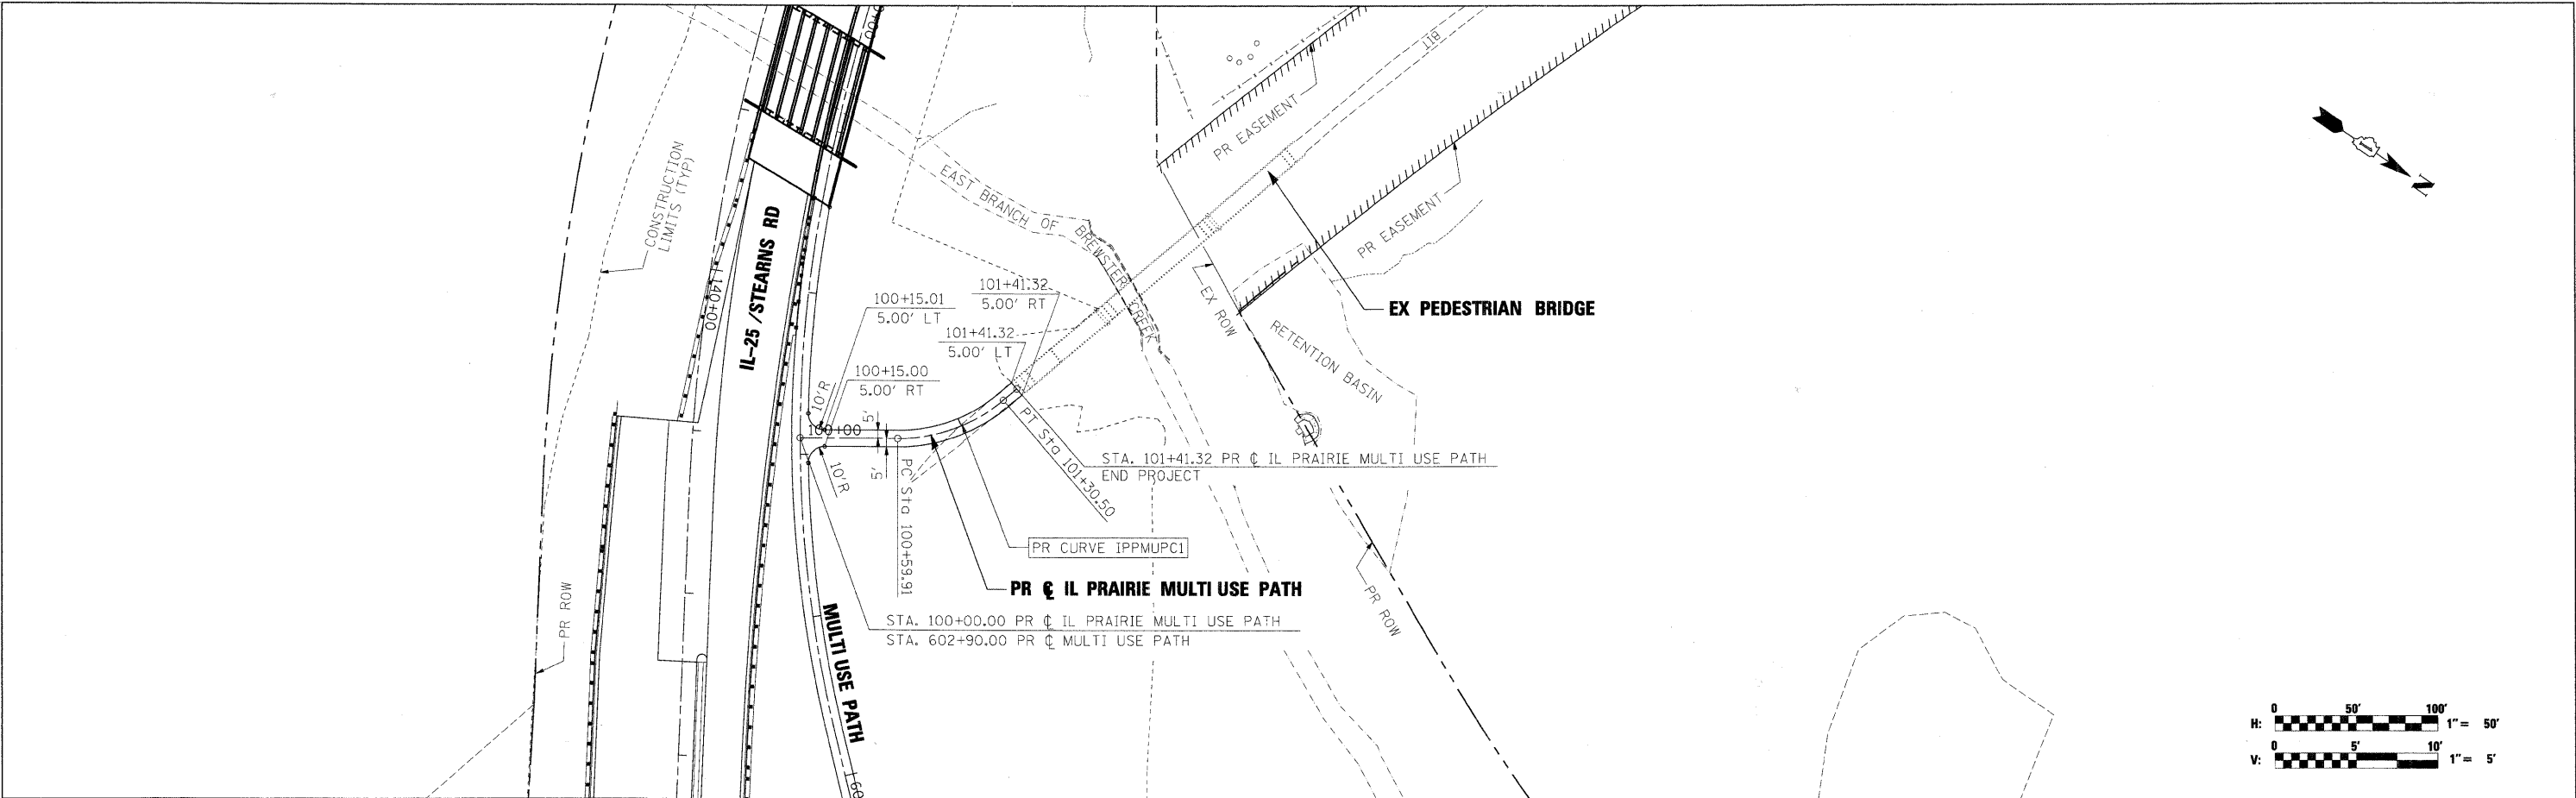 BIT
PR EASEMENT
CONSTRUCTION
LIMITS (TYP)
EAST BRANCH OF BREWSTER CREEK
PR EASEMENT
N
140+00
IL-25 /STEARNS RD
100+15.01
5.00' LT
101+41.32
5.00' RT
EX ROW
EX PEDESTRIAN BRIDGE
101+41.32
5.00' LT
RETENTION BASIN
100+15.00
5.00' RT
10'R
5'
100+00
PT Sta 101+30.50
10'R
5'
PC Sta 100+59.91
STA. 101+41.32 PR ℄ IL PRAIRIE MULTI USE PATH
END PROJECT
PR CURVE IPPMUPC1
PR ℄ IL PRAIRIE MULTI USE PATH
PR ROW
PR ROW
STA. 100+00.00 PR ℄ IL PRAIRIE MULTI USE PATH
STA. 602+90.00 PR ℄ MULTI USE PATH
MULTI USE PATH
0 50' 100'
H: 1"= 50'
0 5' 10'
V: 1"= 5'